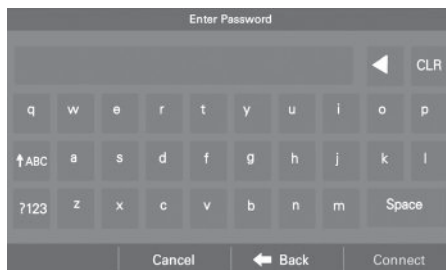 Enter Password
CLR
q w e r t y u i o p
ABC a s d f g h j k l
?123 z x c v b n m Space
Cancel Back Connect